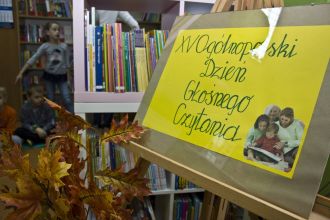 XV Ogólnopolski
Dzień
Głośnego
Czytania